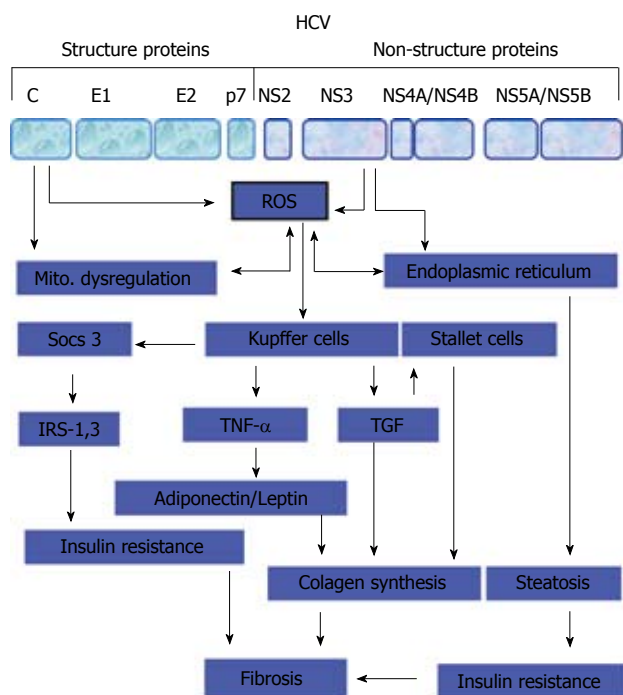 HCV
Structure proteins Non-structure proteins
C E1 E2 p7 NS2 NS3 NS4A/NS4B NS5A/NS5B
ROS
Mito. dysregulation Endoplasmic reticulum
Socs 3 Kupffer cells Stallet cells
IRS-1,3 TNF-α TGF
Adiponectin/Leptin
Insulin resistance
Colagen synthesis Steatosis
Fibrosis Insulin resistance